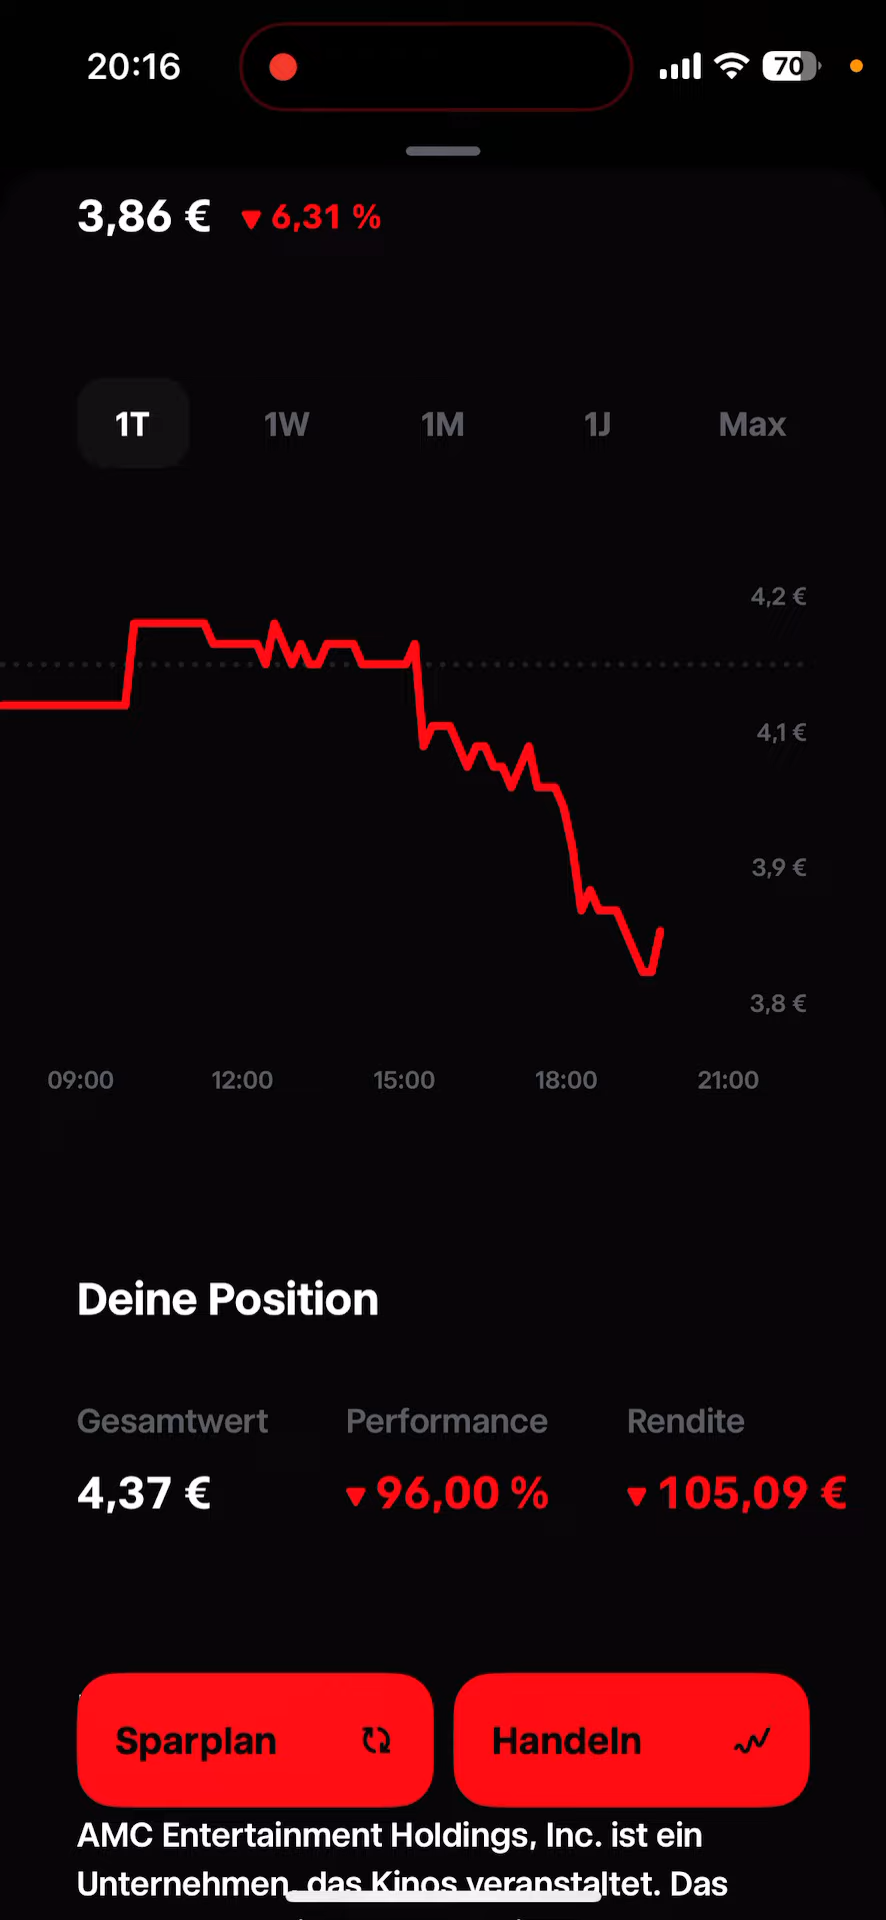 20:16
70
3,86 € ▼ 6,31 %
1T 1W 1M 1J Max
4,2 €
4,1 €
3,9 €
3,8 €
09:00 12:00 15:00 18:00 21:00
Deine Position
Gesamtwert Performance Rendite
4,37 € ▼ 96,00 % ▼ 105,09 €
Sparplan Handeln
AMC Entertainment Holdings, Inc. ist ein
Unternehmen, das Kinos veranstaltet. Das